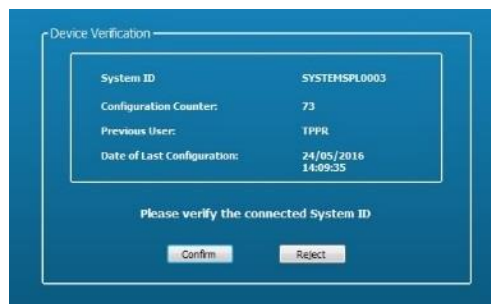 Device Verification
System ID SYSTEMSPL0003
Configuration Counter: 73
Previous User: TPPR
Date of Last Configuration: 24/05/2016
14:09:35
Please verify the connected System ID
Confirm Reject